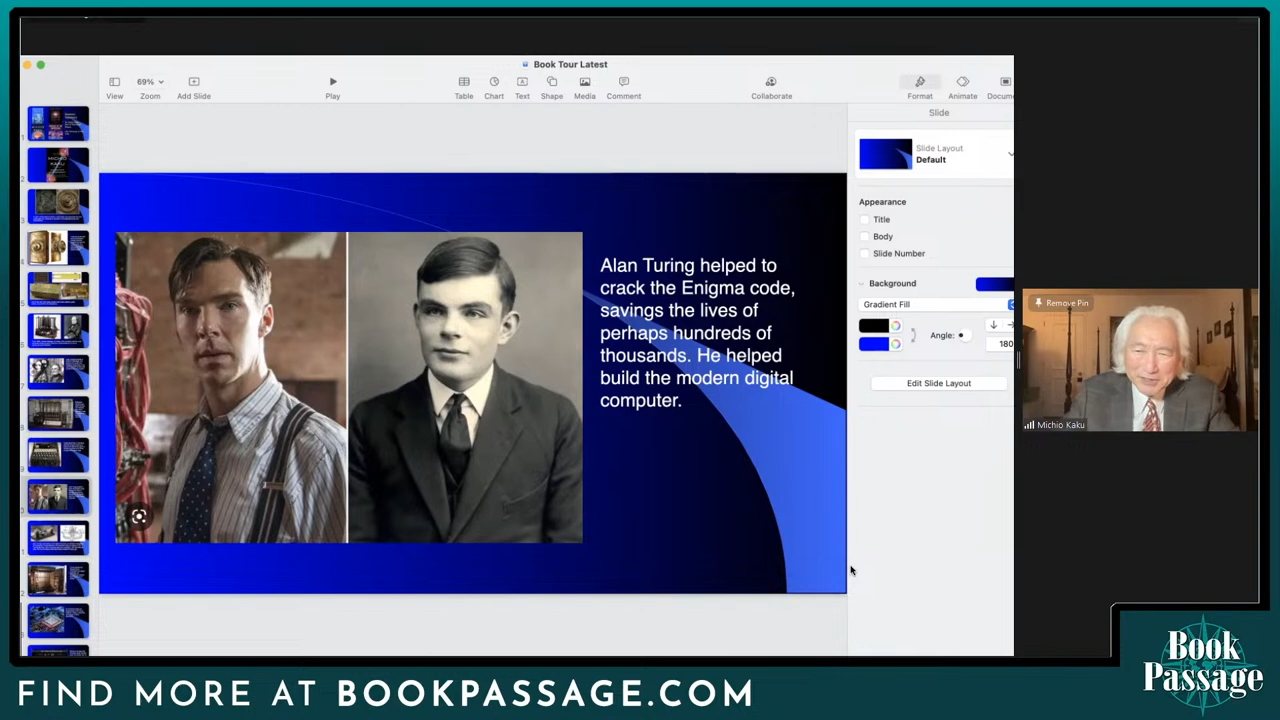 Book Tour Latest
69%
View
Zoom
Add Slide
Play
Table
Chart
Text
Shape
Media
Comment
Collaborate
Format
Animate
Docum
Slide
Slide Layout
Default
Appearance
Title
Body
Slide Number
Background
Gradient Fill
Angle:
180
Edit Slide Layout
Alan Turing helped to
crack the Enigma code,
savings the lives of
perhaps hundreds of
thousands. He helped
build the modern digital
computer.
Remove Pin
Michio Kaku
Book
Passage
FIND MORE AT BOOKPASSAGE.COM